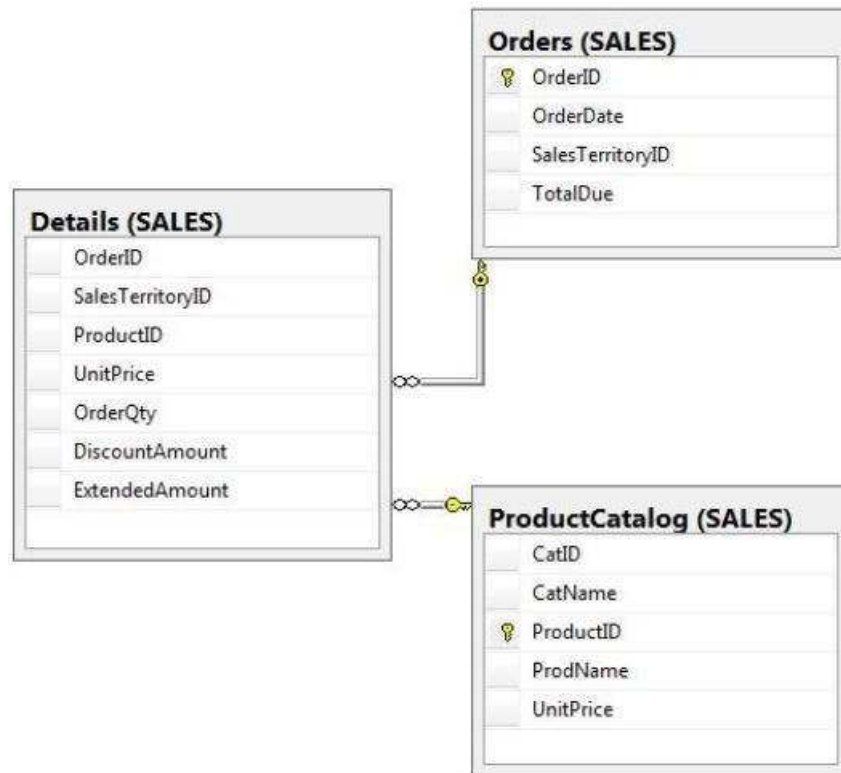 Orders (SALES)
OrderID
OrderDate
SalesTerritoryID
TotalDue
Details (SALES)
OrderID
SalesTerritoryID
ProductID
UnitPrice
OrderQty
DiscountAmount
ExtendedAmount
ProductCatalog (SALES)
CatID
CatName
ProductID
ProdName
UnitPrice